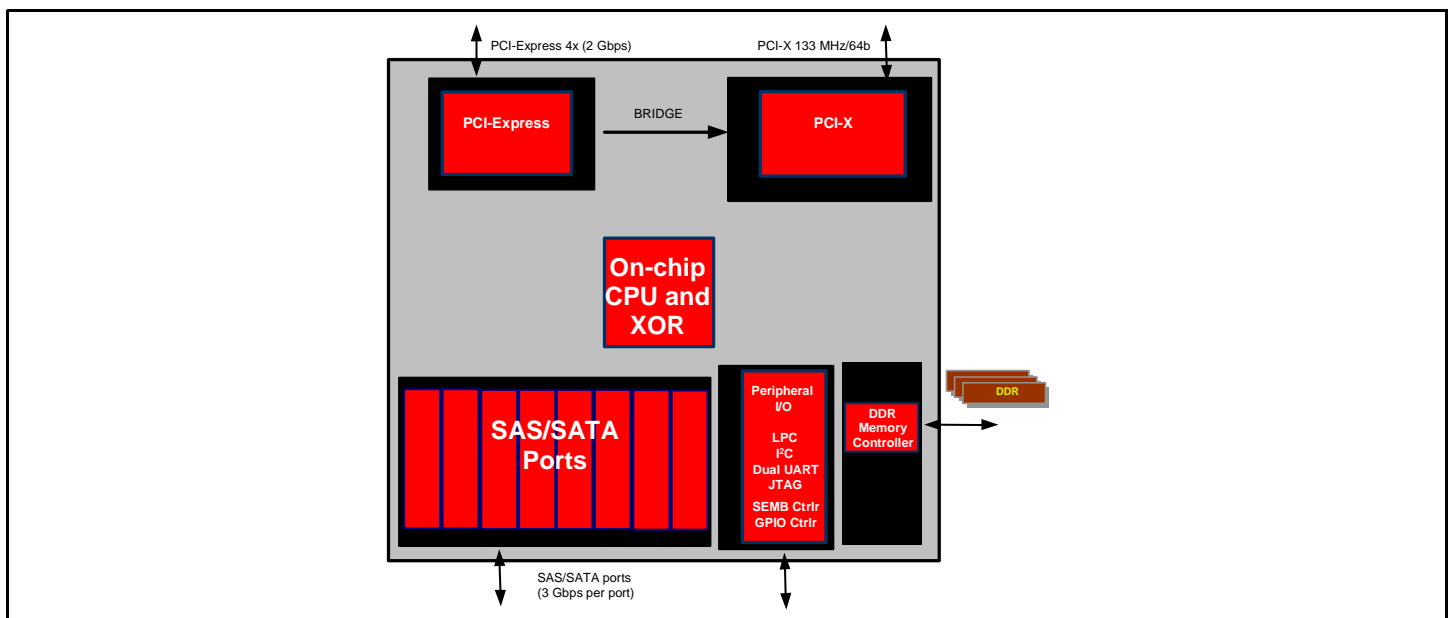 PCI-Express 4x (2 Gbps)
PCI-X 133 MHz/64b
PCI-Express
BRIDGE
PCI-X
On-chip
CPU and
XOR
SAS/SATA
Ports
Peripheral
I/O
LPC
I²C
Dual UART
JTAG
SEMB Ctrlr
GPIO Ctrlr
DDR
Memory
Controller
DDR
SAS/SATA ports
(3 Gbps per port)